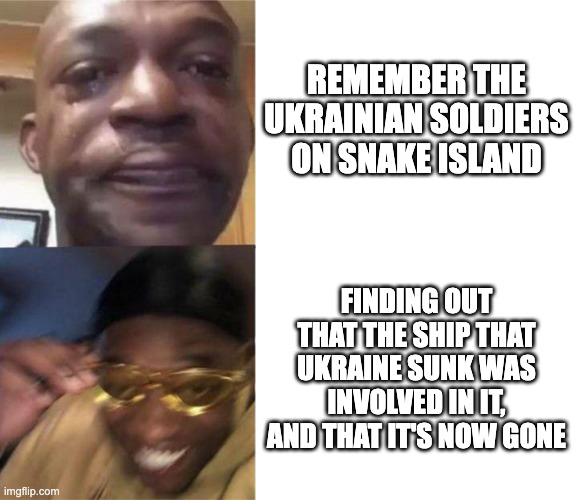 REMEMBER THE
UKRAINIAN SOLDIERS
ON SNAKE ISLAND
FINDING OUT
THAT THE SHIP THAT
UKRAINE SUNK WAS
INVOLVED IN IT,
AND THAT IT'S NOW GONE
imgflip.com